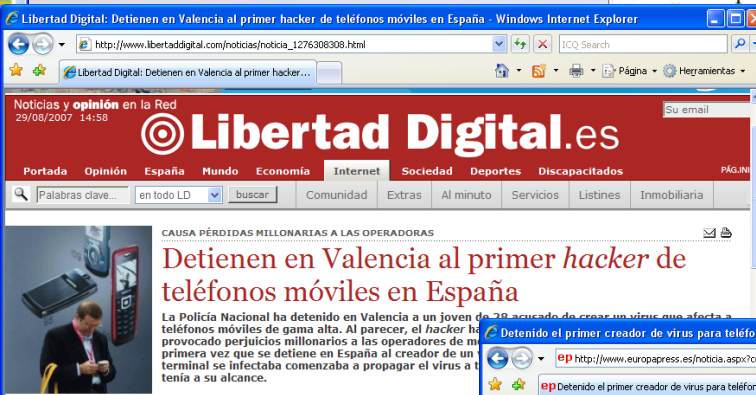 Libertad Digital: Detienen en Valencia al primer hacker de teléfonos móviles en España - Windows Internet Explorer
http://www.libertaddigital.com/noticias/noticia_1276308308.html
ICQ Search
Libertad Digital: Detienen en Valencia al primer hacker...
Página
Herramientas
Noticias y opinión en la Red
29/08/2007 14:58
Libertad Digital.es
Su email
Portada Opinión España Mundo Economía Internet Sociedad Deportes Discapacitados
Palabras clave... en todo LD buscar Comunidad Extras Al minuto Servicios Listines Inmobiliaria
CAUSA PÉRDIDAS MILLONARIAS A LAS OPERADORAS
Detienen en Valencia al primer hacker de
teléfonos móviles en España
La Policía Nacional ha detenido en Valencia a un joven de 28 acusado de crear un virus que afecta a
teléfonos móviles de gama alta. Al parecer, el hacker
provocado perjuicios millonarios a las operadoras de
primera vez que se detiene en España al creador de un
terminal se infectaba comenzaba a propagar el virus a
tenía a su alcance.
Detenido el primer creador de virus para teléfo
ep http://www.europapress.es/noticia.aspx?c
ep Detenido el primer creador de virus para teléfon